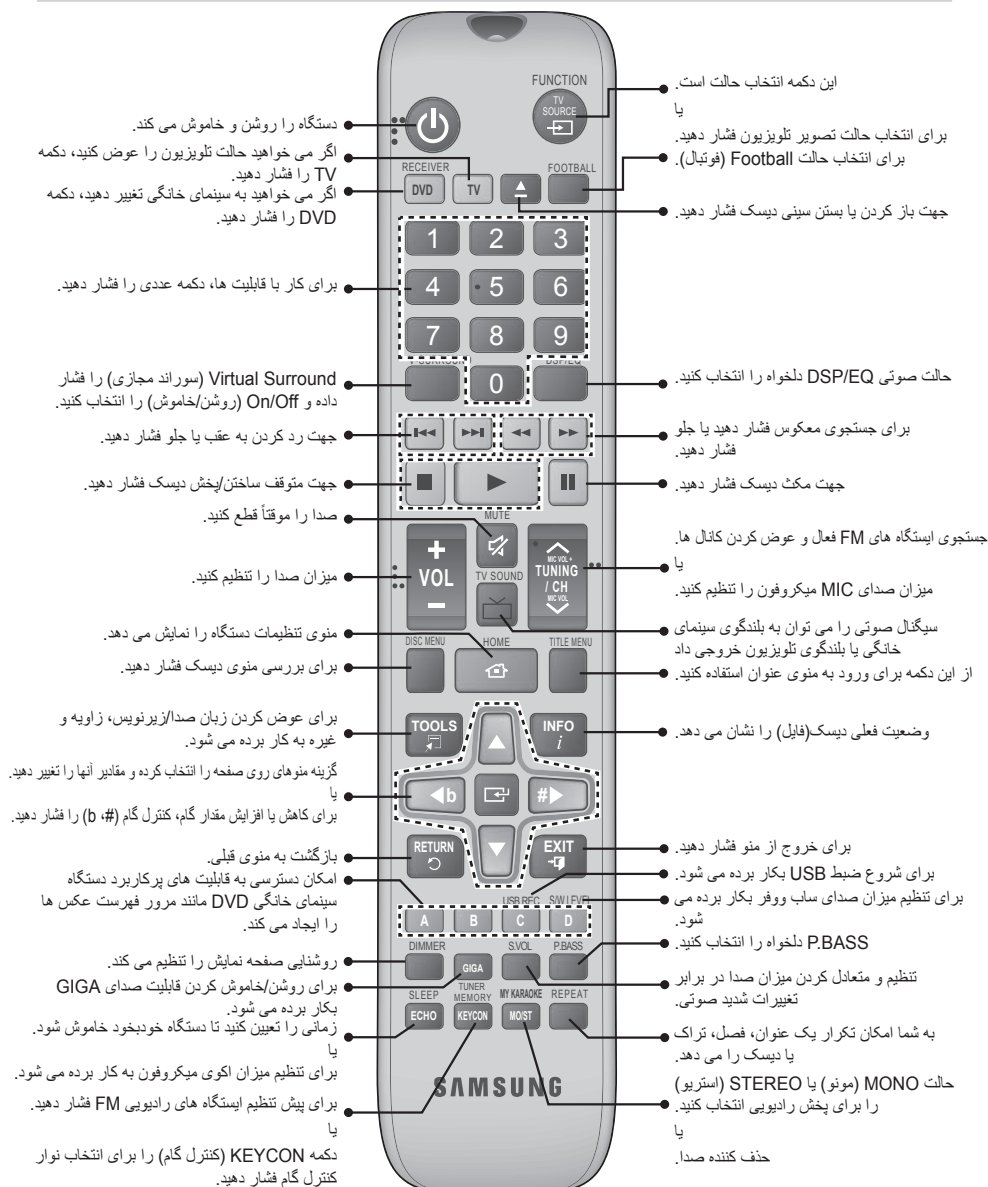 دستگاه را روشن و خاموش می کند.
اگر می خواهید حالت تلویزیون را عوض کنید، دکمه
TV را فشار دهید.
اگر می خواهید به سینمای خانگی تغییر دهید، دکمه
DVD را فشار دهید.
برای کار با قابلیت ها، دکمه عددی را فشار دهید.
Virtual Surround (سوراند مجازی) را فشار
داده و On/Off (روشن/خاموش) را انتخاب کنید.
جهت رد کردن به عقب یا جلو فشار دهید.
جهت متوقف ساختن/پخش دیسک فشار دهید.
صدا را موقتاً قطع کنید.
میزان صدا را تنظیم کنید.
منوی تنظیمات دستگاه را نمایش می دهد.
برای بررسی منوی دیسک فشار دهید.
برای عوض کردن زبان صدا/زیرنویس، زاویه و
غیره به کار برده می شود.
گزینه منوهای روی صفحه را انتخاب کرده و مقادیر آنها را تغییر دهید.
یا
برای کاهش یا افزایش مقدار گام، کنترل گام (#، b) را فشار دهید.
بازگشت به منوی قبلی.
امکان دسترسی به قابلیت های پرکاربرد دستگاه
سینمای خانگی DVD مانند مرور فهرست عکس ها
را ایجاد می کند.
روشنایی صفحه نمایش را تنظیم می کند.
برای روشن/خاموش کردن قابلیت صدای GIGA
بکار برده می شود.
زمانی را تعیین کنید تا دستگاه خودبخود خاموش شود.
یا
برای تنظیم میزان اکوی میکروفون به کار برده می شود.
برای پیش تنظیم ایستگاه های رادیویی FM فشار دهید.
یا
دکمه KEYCON (کنترل گام) را برای انتخاب نوار
کنترل گام فشار دهید.
FUNCTION
TV
SOURCE
RECEIVER
FOOTBALL
DVD
TV
1 2 3
4 5 6
7 8 9
V-SURROUND
DSP/EQ
0
MUTE
+
VOL
−
MIC VOL +
TUNING
/ CH
MIC VOL
TV SOUND
DISC MENU
HOME
TITLE MENU
TOOLS
INFO
i
b
#
RETURN
EXIT
USB REC
S/W LEVEL
A B C D
DIMMER
S.VOL
P.BASS
GIGA
SLEEP
TUNER
MEMORY
MY KARAOKE
REPEAT
ECHO
KEYCON
MO/ST
SAMSUNG
این دکمه انتخاب حالت است.
یا
برای انتخاب حالت تصویر تلویزیون فشار دهید.
برای انتخاب حالت Football (فوتبال).
جهت باز کردن یا بستن سینی دیسک فشار دهید.
حالت صوتی DSP/EQ دلخواه را انتخاب کنید.
برای جستجوی معکوس فشار دهید یا جلو
فشار دهید.
جهت مکث دیسک فشار دهید.
جستجوی ایستگاه های FM فعال و عوض کردن کانال ها.
یا
میزان صدای MIC میکروفون را تنظیم کنید.
سیگنال صوتی را می توان به بلندگوی سینمای
خانگی یا بلندگوی تلویزیون خروجی داد
از این دکمه برای ورود به منوی عنوان استفاده کنید.
وضعیت فعلی دیسک(فایل) را نشان می دهد.
برای خروج از منو فشار دهید.
برای شروع ضبط USB بکار برده می شود.
برای تنظیم میزان صدای ساب ووفر بکار برده می
شود.
P.BASS دلخواه را انتخاب کنید.
تنظیم و متعادل کردن میزان صدا در برابر
تغییرات شدید صوتی.
به شما امکان تکرار یک عنوان، فصل، تراک
یا دیسک را می دهد.
حالت MONO (مونو) یا STEREO (استریو)
را برای پخش رادیویی انتخاب کنید.
یا
حذف کننده صدا.